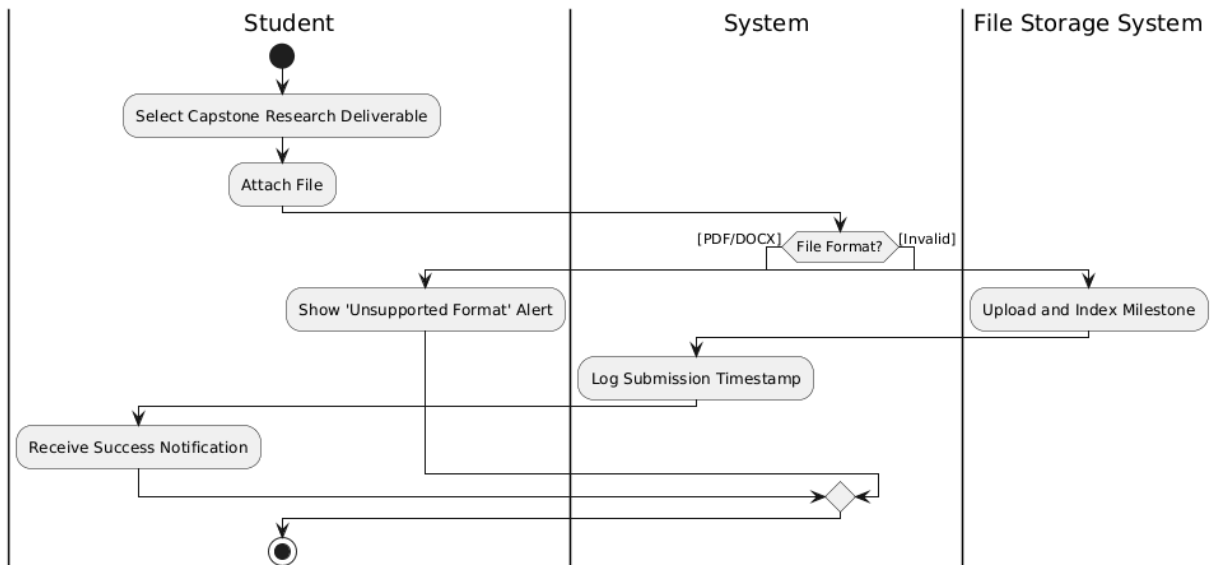 Student
System
File Storage System
Select Capstone Research Deliverable
Attach File
[PDF/DOCX]
File Format?
[Invalid]
Show 'Unsupported Format' Alert
Upload and Index Milestone
Log Submission Timestamp
Receive Success Notification